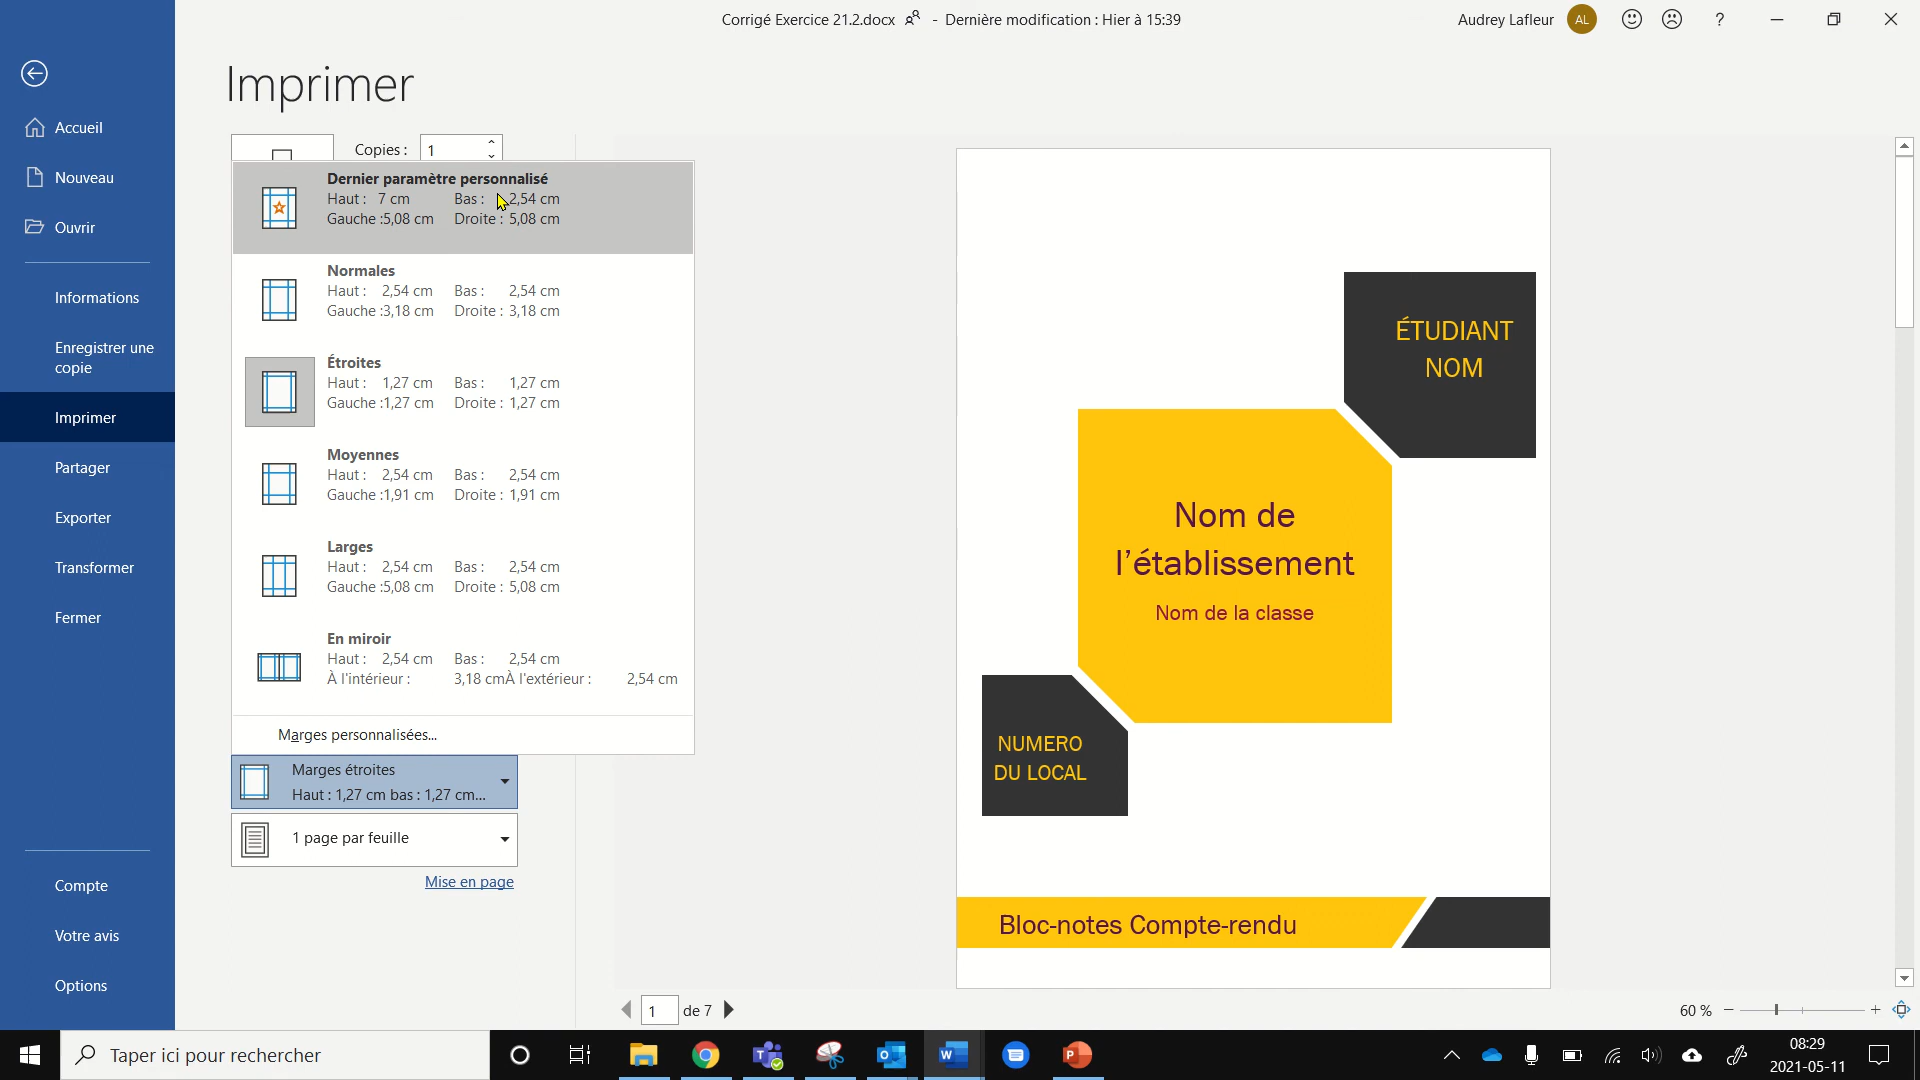 Corrigé Exercice 21.2.docx - Dernière modification : Hier à 15:39
Audrey Lafleur AL ?
Imprimer
Accueil
Nouveau
Ouvrir
Informations
Enregistrer une
copie
Imprimer
Partager
Exporter
Transformer
Fermer
Compte
Votre avis
Options
Copies : 1
Dernier paramètre personnalisé
Haut : 7 cm Bas : 2,54 cm
Gauche :5,08 cm Droite : 5,08 cm
Normales
Haut : 2,54 cm Bas : 2,54 cm
Gauche :3,18 cm Droite : 3,18 cm
Étroites
Haut : 1,27 cm Bas : 1,27 cm
Gauche :1,27 cm Droite : 1,27 cm
Moyennes
Haut : 2,54 cm Bas : 2,54 cm
Gauche :1,91 cm Droite : 1,91 cm
Larges
Haut : 2,54 cm Bas : 2,54 cm
Gauche :5,08 cm Droite : 5,08 cm
En miroir
Haut : 2,54 cm Bas : 2,54 cm
À l'intérieur : 3,18 cmÀ l'extérieur : 2,54 cm
Marges personnalisées...
Marges étroites
Haut : 1,27 cm bas : 1,27 cm...
1 page par feuille
Mise en page
ÉTUDIANT
NOM
Nom de
l'établissement
Nom de la classe
NUMERO
DU LOCAL
Bloc-notes Compte-rendu
1 de 7
60 %
Taper ici pour rechercher
08:29
2021-05-11